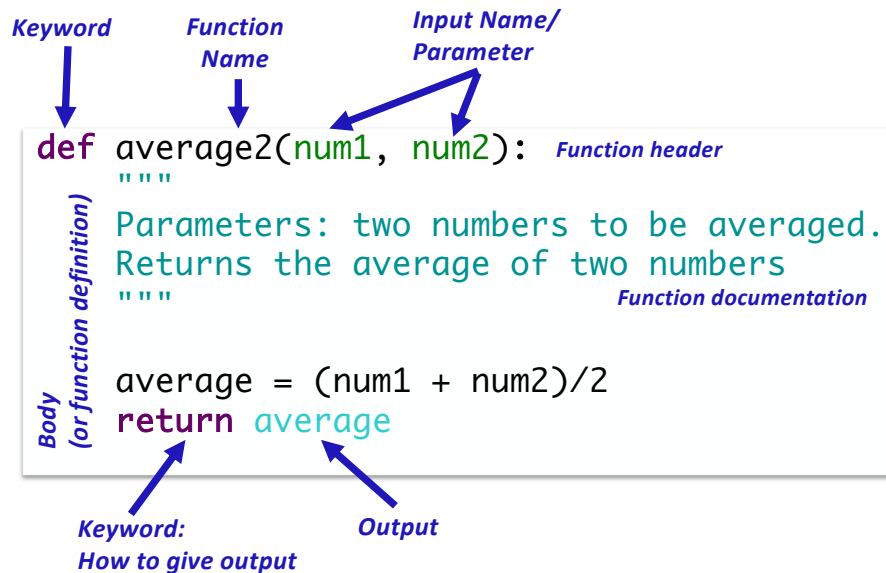 Keyword
Function
Name
Input Name/
Parameter
def average2(num1, num2): Function header
"""
Parameters: two numbers to be averaged.
Returns the average of two numbers
"""
Function documentation
Body
(or function definition)
average = (num1 + num2)/2
return average
Keyword:
How to give output
Output